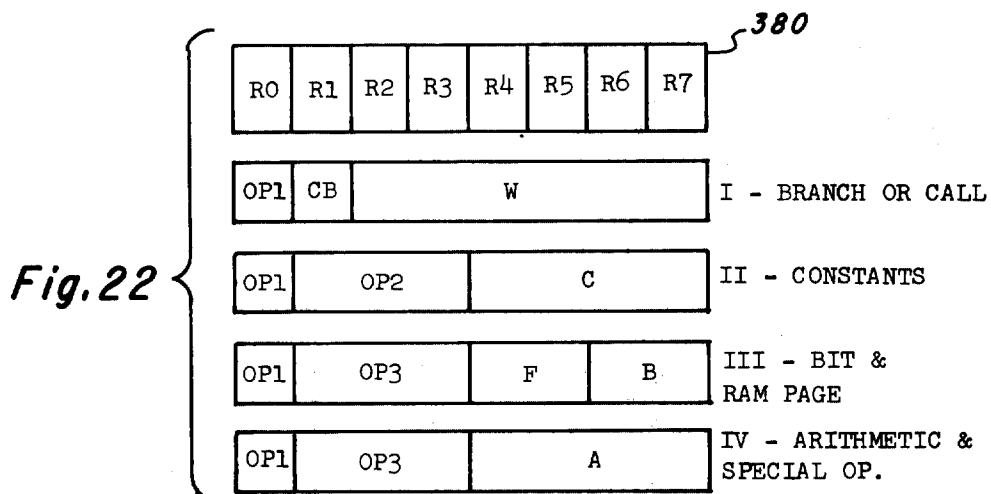 380
R0 R1 R2 R3 R4 R5 R6 R7
OP1 CB W I - BRANCH OR CALL
Fig. 22
OP1 OP2 C II - CONSTANTS
OP1 OP3 F B III - BIT &
RAM PAGE
OP1 OP3 A IV - ARITHMETIC &
SPECIAL OP.